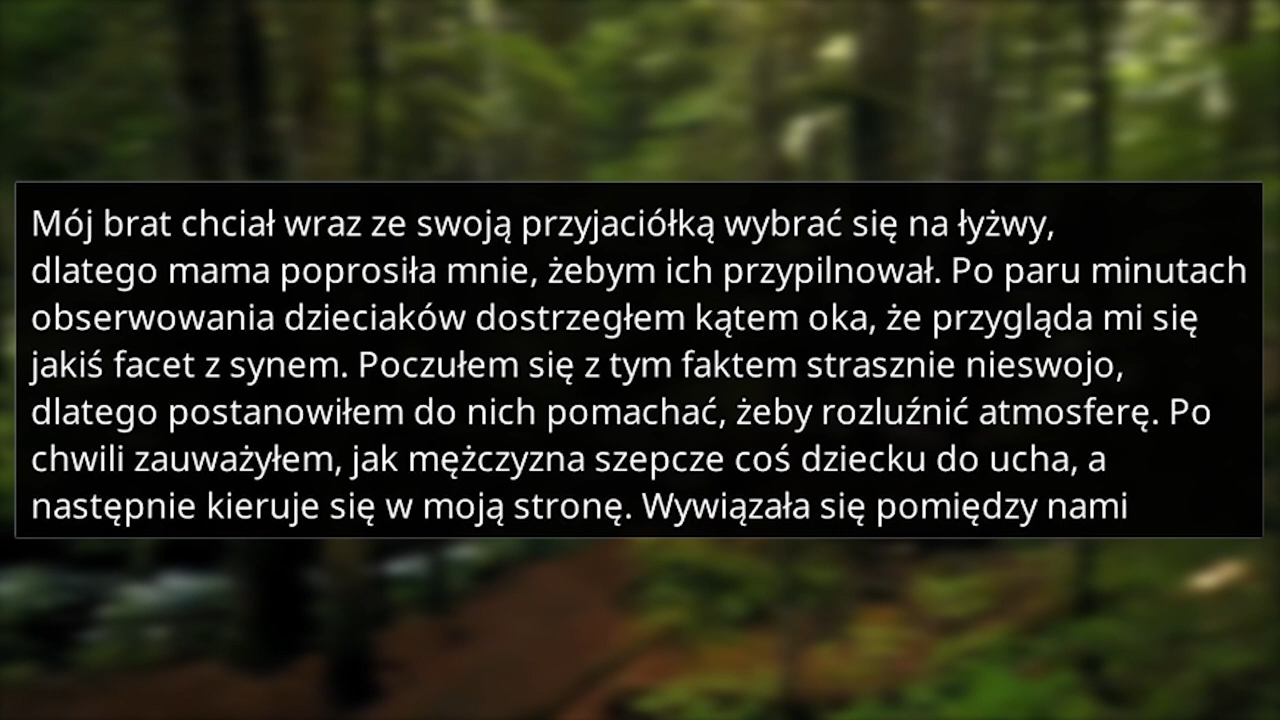 Mój brat chciał wraz ze swoją przyjaciółką wybrać się na łyżwy,
dlatego mama poprosiła mnie, żebym ich przypilnował. Po paru minutach
obserwowania dzieciaków dostrzegłem kątem oka, że przygląda mi się
jakiś facet z synem. Poczułem się z tym faktem strasznie nieswojo,
dlatego postanowiłem do nich pomachać, żeby rozluźnić atmosferę. Po
chwili zauważyłem, jak mężczyzna szepcze coś dziecku do ucha, a
następnie kieruje się w moją stronę. Wywiązała się pomiędzy nami